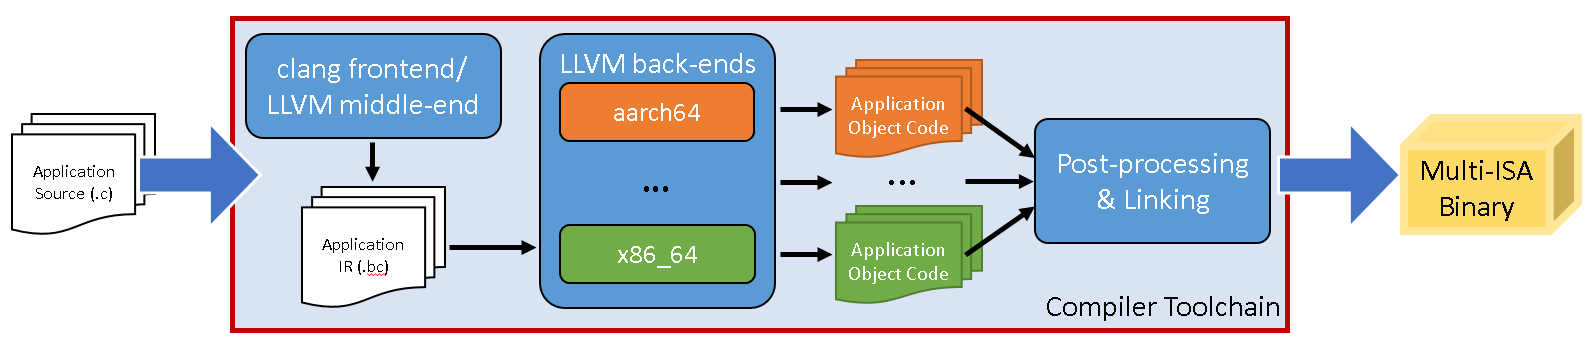 Application
Source (.c)
clang frontend/
LLVM middle-end
Application
IR (.bc)
LLVM back-ends
aarch64
...
x86_64
Application
Object Code
...
Application
Object Code
Post-processing
& Linking
Compiler Toolchain
Multi-ISA
Binary